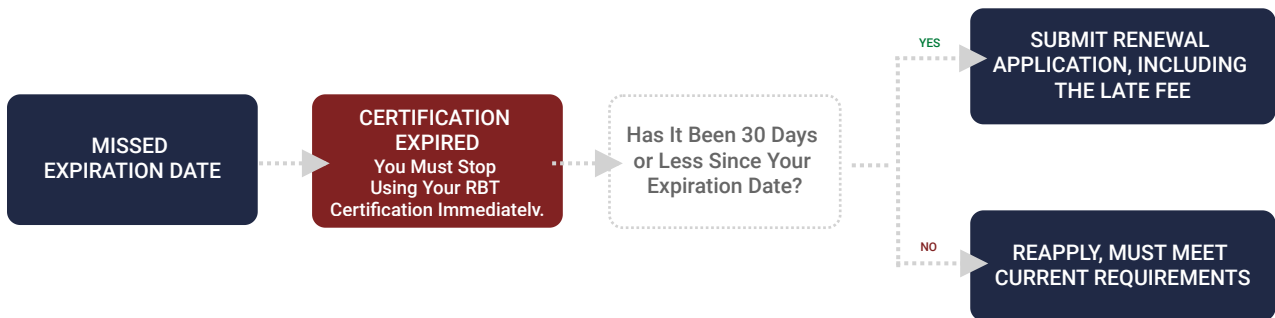 MISSED
EXPIRATION DATE
CERTIFICATION
EXPIRED
You Must Stop
Using Your RBT
Certification Immediately.
Has It Been 30 Days
or Less Since Your
Expiration Date?
YES
SUBMIT RENEWAL
APPLICATION, INCLUDING
THE LATE FEE
NO
REAPPLY, MUST MEET
CURRENT REQUIREMENTS